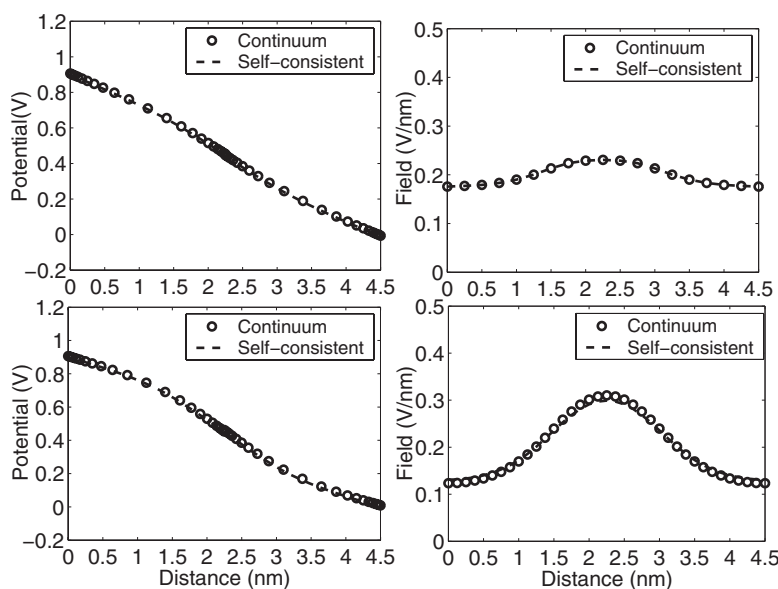 1.2
1
0.8
0.6
0.4
0.2
0
−0.2
Potential(V)
Continuum
Self-consistent
0 0.5 1 1.5 2 2.5 3 3.5 4 4.5
0.5
0.4
0.3
0.2
0.1
0
Field (V/nm)
Continuum
Self-consistent
0 0.5 1 1.5 2 2.5 3 3.5 4 4.5
1.2
1
0.8
0.6
0.4
0.2
0
−0.2
Potential (V)
Continuum
Self-consistent
0 0.5 1 1.5 2 2.5 3 3.5 4 4.5
Distance (nm)
0.5
0.4
0.3
0.2
0.1
0
Field (V/nm)
Continuum
Self-consistent
0 0.5 1 1.5 2 2.5 3 3.5 4 4.5
Distance (nm)